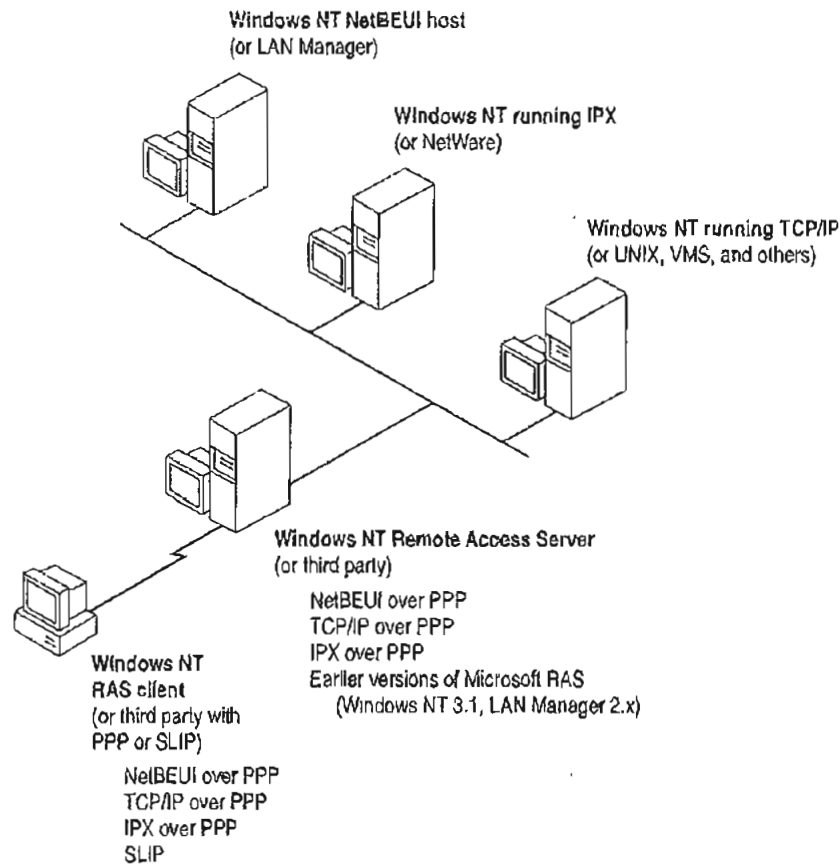 Windows NT NetBEUI host
(or LAN Manager)
Windows NT running IPX
(or NetWare)
Windows NT running TCP/IP
(or UNIX, VMS, and others)
Windows NT Remote Access Server
(or third party)
NetBEUI over PPP
TCP/IP over PPP
IPX over PPP
Earlier versions of Microsoft RAS
(Windows NT 3.1, LAN Manager 2.x)
Windows NT
RAS client
(or third party with
PPP or SLIP)
NetBEUI over PPP
TCP/IP over PPP
IPX over PPP
SLIP